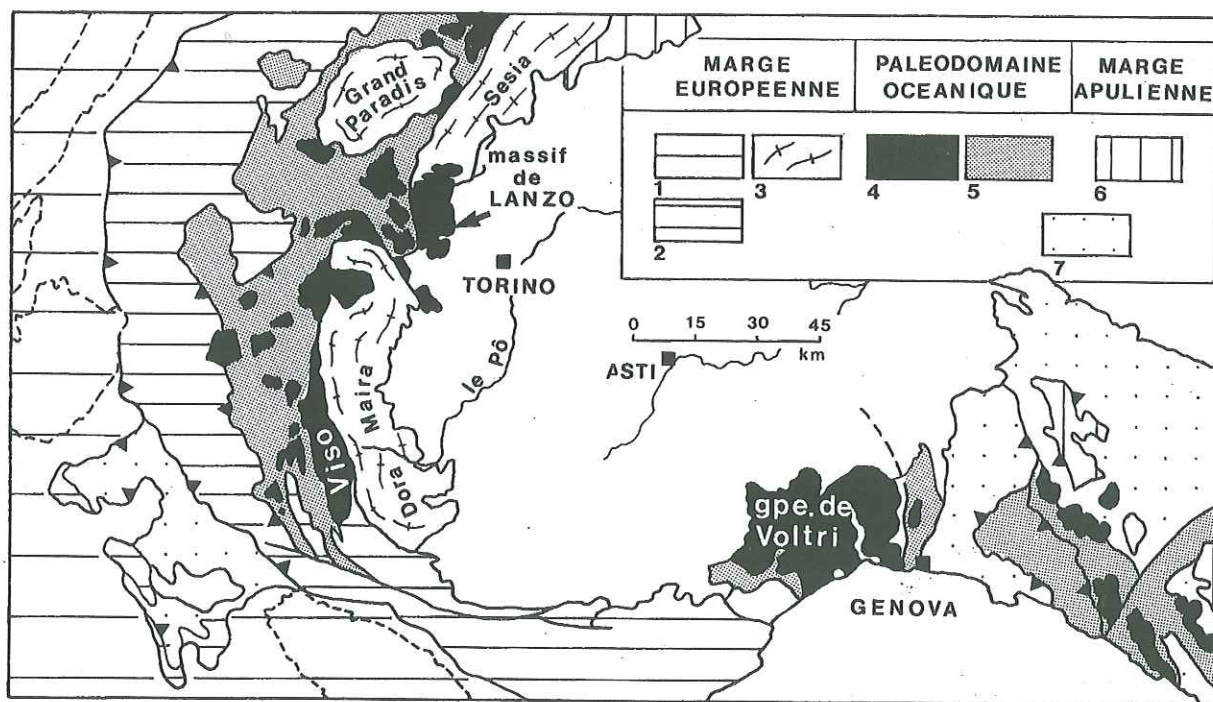 Grand
Paradis
Sesia
massif
de
LANZO
TORINO
le Pô
Maira
Dora
Viso
ASTI
0 15 30 45
km
gpe. de
Voltri
GENOVA
MARGE
EUROPEENNE
PALEODOMAINE
OCEANIQUE
MARGE
APULIENNE
1
2
3
4
5
6
7